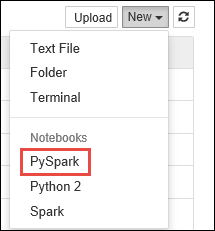 Upload New
Text File
Folder
Terminal
Notebooks
PySpark
Python 2
Spark